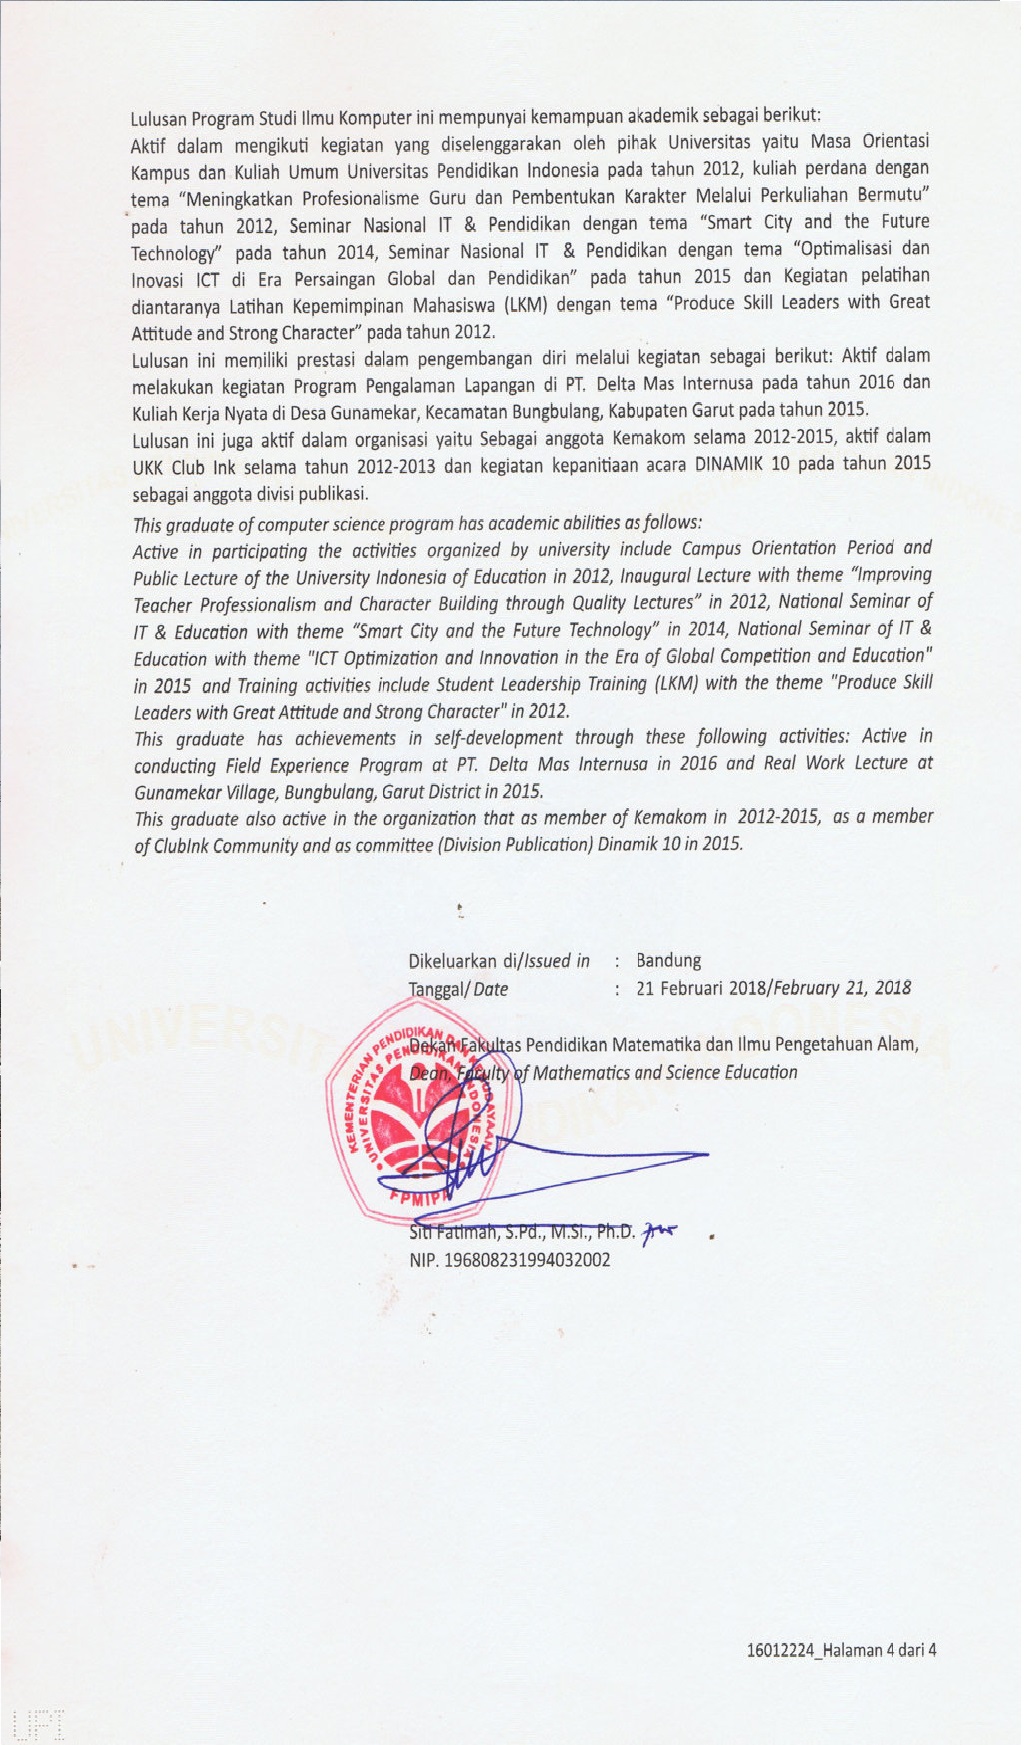 Lulusan Program Studi Ilmu Komputer ini mempunyai kemampuan akademik sebagai berikut:
Aktif dalam mengikuti kegiatan yang diselenggarakan oleh pihak Universitas yaitu Masa Orientasi
Kampus dan Kuliah Umum Universitas Pendidikan Indonesia pada tahun 2012, kuliah perdana dengan
tema “Meningkatkan Profesionalisme Guru dan Pembentukan Karakter Melalui Perkuliahan Bermutu”
pada tahun 2012, Seminar Nasional IT & Pendidikan dengan tema “Smart City and the Future
Technology” pada tahun 2014, Seminar Nasional IT & Pendidikan dengan tema “Optimalisasi dan
Inovasi ICT di Era Persaingan Global dan Pendidikan” pada tahun 2015 dan Kegiatan pelatihan
diantaranya Latihan Kepemimpinan Mahasiswa (LKM) dengan tema “Produce Skill Leaders with Great
Attitude and Strong Character” pada tahun 2012.
Lulusan ini memiliki prestasi dalam pengembangan diri melalui kegiatan sebagai berikut: Aktif dalam
melakukan kegiatan Program Pengalaman Lapangan di PT. Delta Mas Internusa pada tahun 2016 dan
Kuliah Kerja Nyata di Desa Gunamekar, Kecamatan Bungbulang, Kabupaten Garut pada tahun 2015.
Lulusan ini juga aktif dalam organisasi yaitu Sebagai anggota Kemakom selama 2012-2015, aktif dalam
UKK Club Ink selama tahun 2012-2013 dan kegiatan kepanitiaan acara DINAMIK 10 pada tahun 2015
sebagai anggota divisi publikasi.
This graduate of computer science program has academic abilities as follows:
Active in participating the activities organized by university include Campus Orientation Period and
Public Lecture of the University Indonesia of Education in 2012, Inaugural Lecture with theme “Improving
Teacher Professionalism and Character Building through Quality Lectures” in 2012, National Seminar of
IT & Education with theme “Smart City and the Future Technology” in 2014, National Seminar of IT &
Education with theme "ICT Optimization and Innovation in the Era of Global Competition and Education"
in 2015 and Training activities include Student Leadership Training (LKM) with the theme "Produce Skill
Leaders with Great Attitude and Strong Character" in 2012.
This graduate has achievements in self-development through these following activities: Active in
conducting Field Experience Program at PT. Delta Mas Internusa in 2016 and Real Work Lecture at
Gunamekar Village, Bungbulang, Garut District in 2015.
This graduate also active in the organization that as member of Kemakom in 2012-2015, as a member
of ClubInk Community and as committee (Division Publication) Dinamik 10 in 2015.
Dikeluarkan di/Issued in : Bandung
Tanggal/Date : 21 Februari 2018/February 21, 2018
Dekan Fakultas Pendidikan Matematika dan Ilmu Pengetahuan Alam,
Dean, Faculty of Mathematics and Science Education
KEMENTERIAN PENDIDIKAN DAN KEBUDAYAAN
UNIVERSITAS PENDIDIKAN INDONESIA
FPMIPA
Siti Fatimah, S.Pd., M.Si., Ph.D.
NIP. 196808231994032002
16012224_Halaman 4 dari 4
UPI